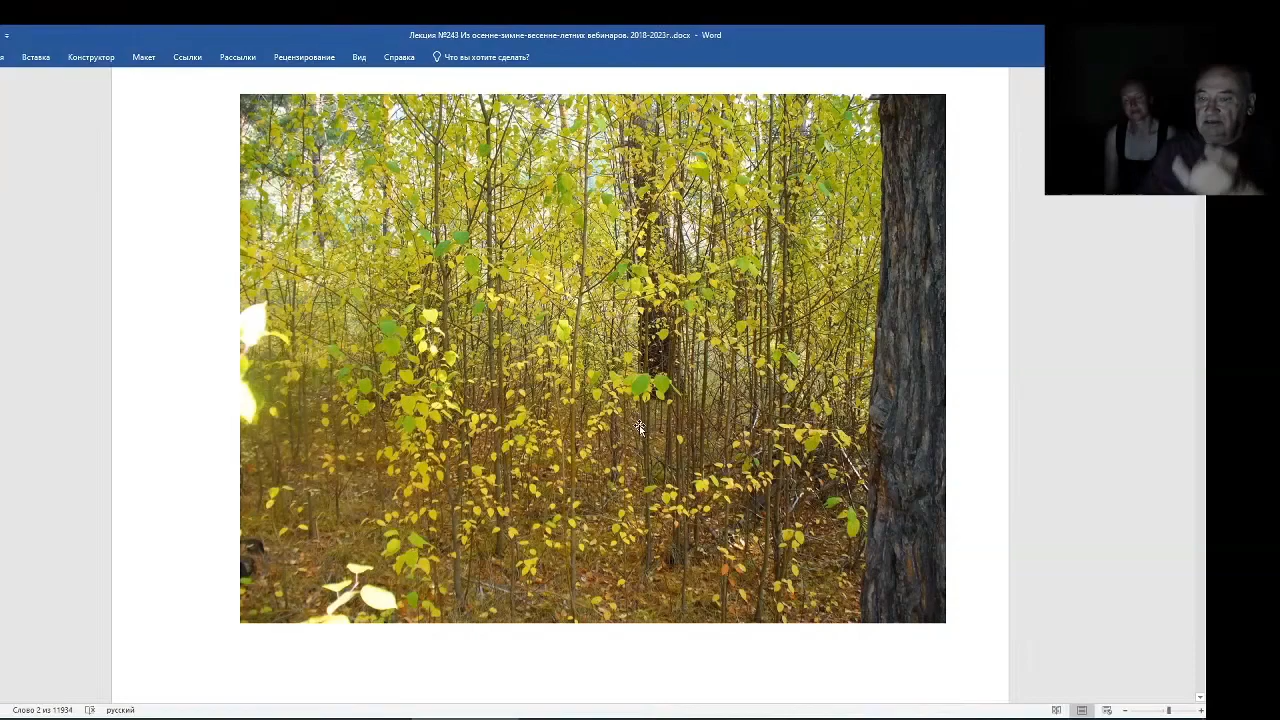 Лекция №243 Из осенне-зимне-весенне-летних вебинаров. 2018-2023г..docx - Word
я Вставка Конструктор Макет Ссылки Рассылки Рецензирование Вид Справка Что вы хотите сделать?
Слово 2 из 11934 русский